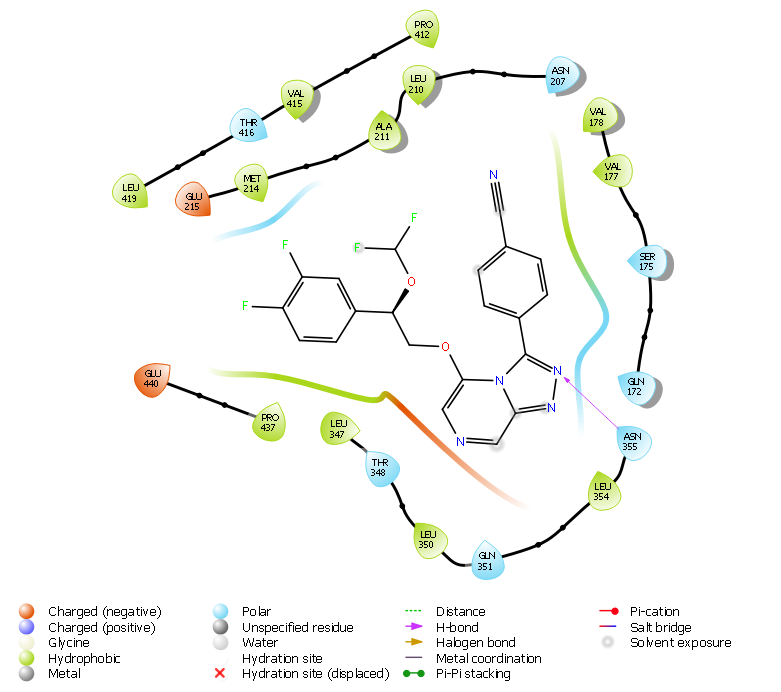 PRO
412
LEU
210
ASN
207
VAL
415
VAL
178
THR
416
ALA
211
VAL
177
N
MET
214
LEU
419
GLU
215
F
F
F
SER
175
O
F
O
N
N
GLU
440
GLN
172
N
PRO
437
LEU
347
N
ASN
355
THR
348
LEU
354
LEU
350
GLN
351
Charged (negative)
Charged (positive)
Glycine
Hydrophobic
Metal
Polar
Unspecified residue
Water
Hydration site
Hydration site (displaced)
Distance
H-bond
Halogen bond
Metal coordination
Pi-Pi stacking
Pi-cation
Salt bridge
Solvent exposure